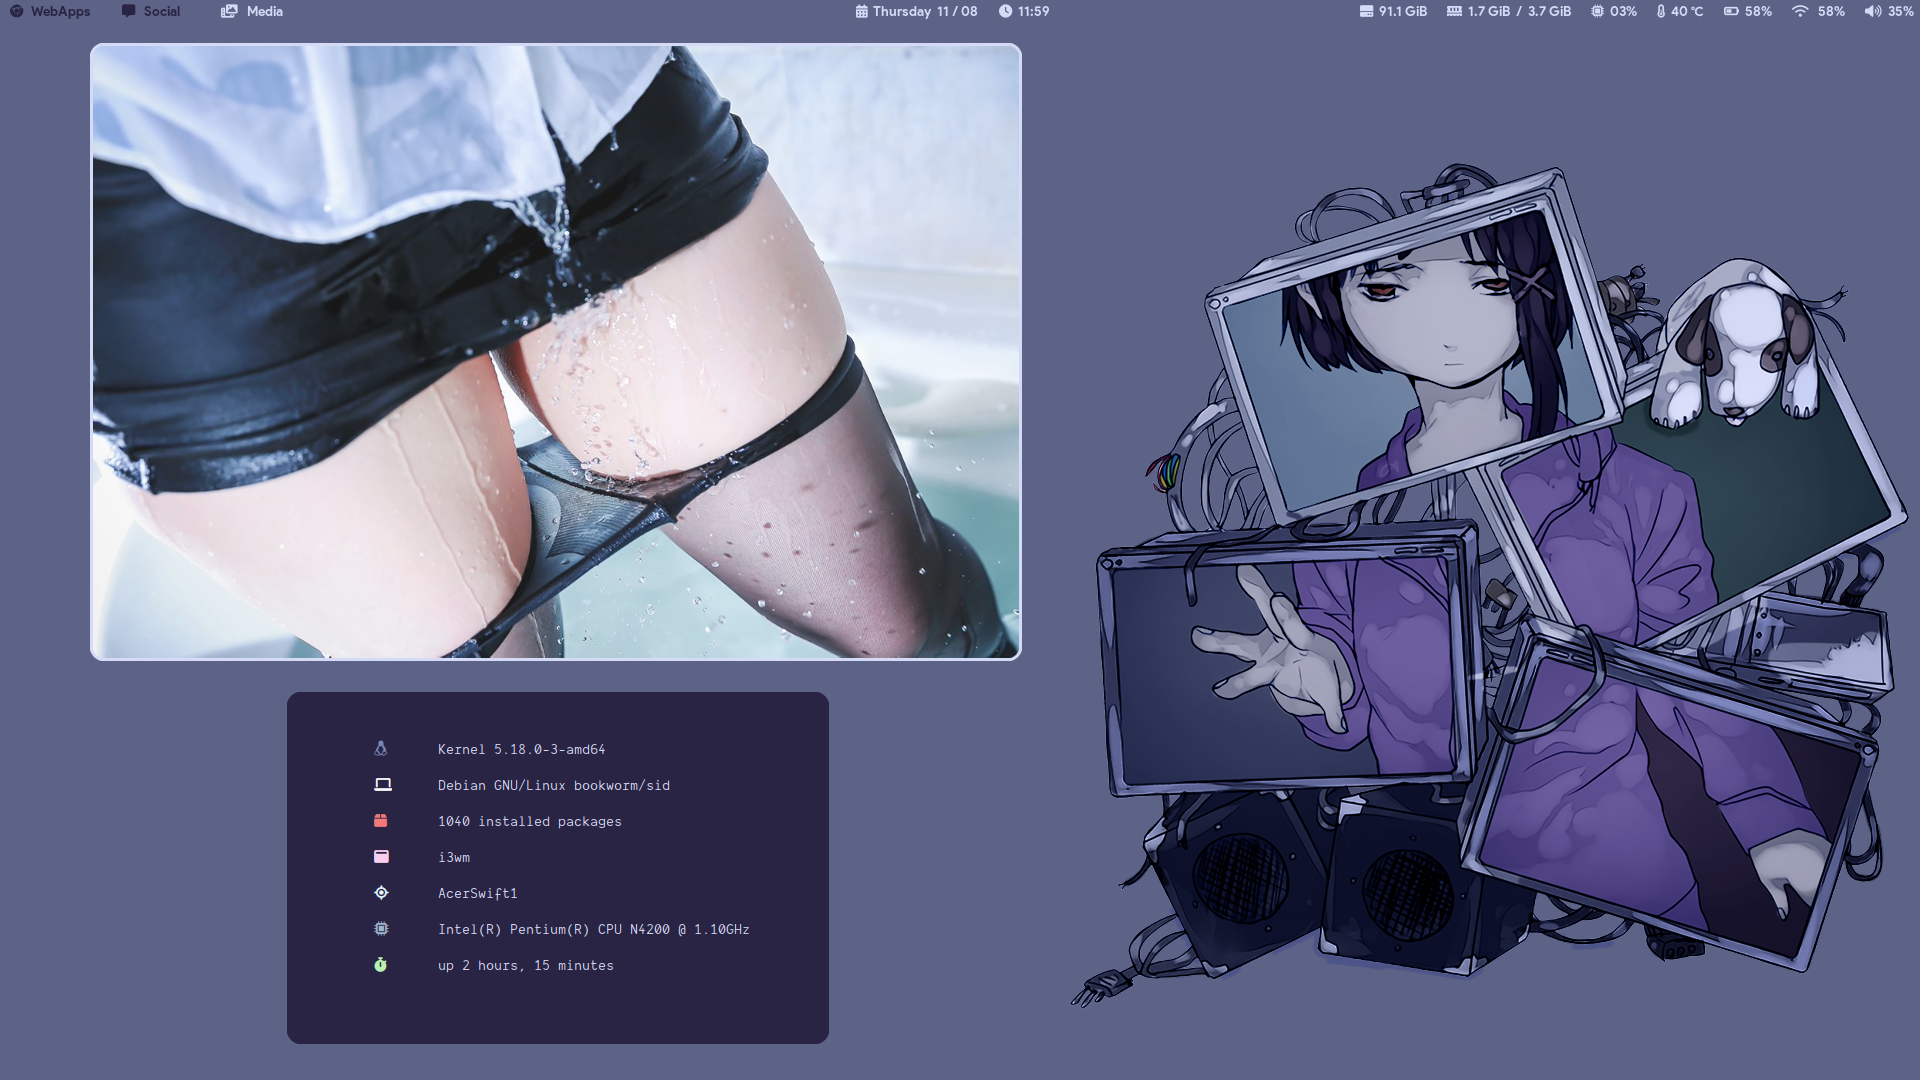 WebApps Social Media Thursday 11 / 08 11:59 91.1 GiB 1.7 GiB / 3.7 GiB 03% 40 °C 58% 58% 35%
Kernel 5.18.0-3-amd64
Debian GNU/Linux bookworm/sid
1040 installed packages
i3wm
AcerSwift1
Intel(R) Pentium(R) CPU N4200 @ 1.10GHz
up 2 hours, 15 minutes